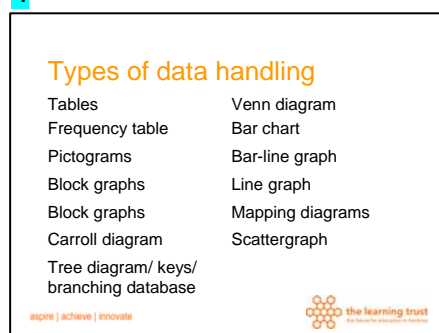 Types of data handling
Tables
Frequency table
Pictograms
Block graphs
Block graphs
Carroll diagram
Tree diagram/ keys/
branching database
Venn diagram
Bar chart
Bar-line graph
Line graph
Mapping diagrams
Scattergraph
aspire | achieve | innovate
the learning trust